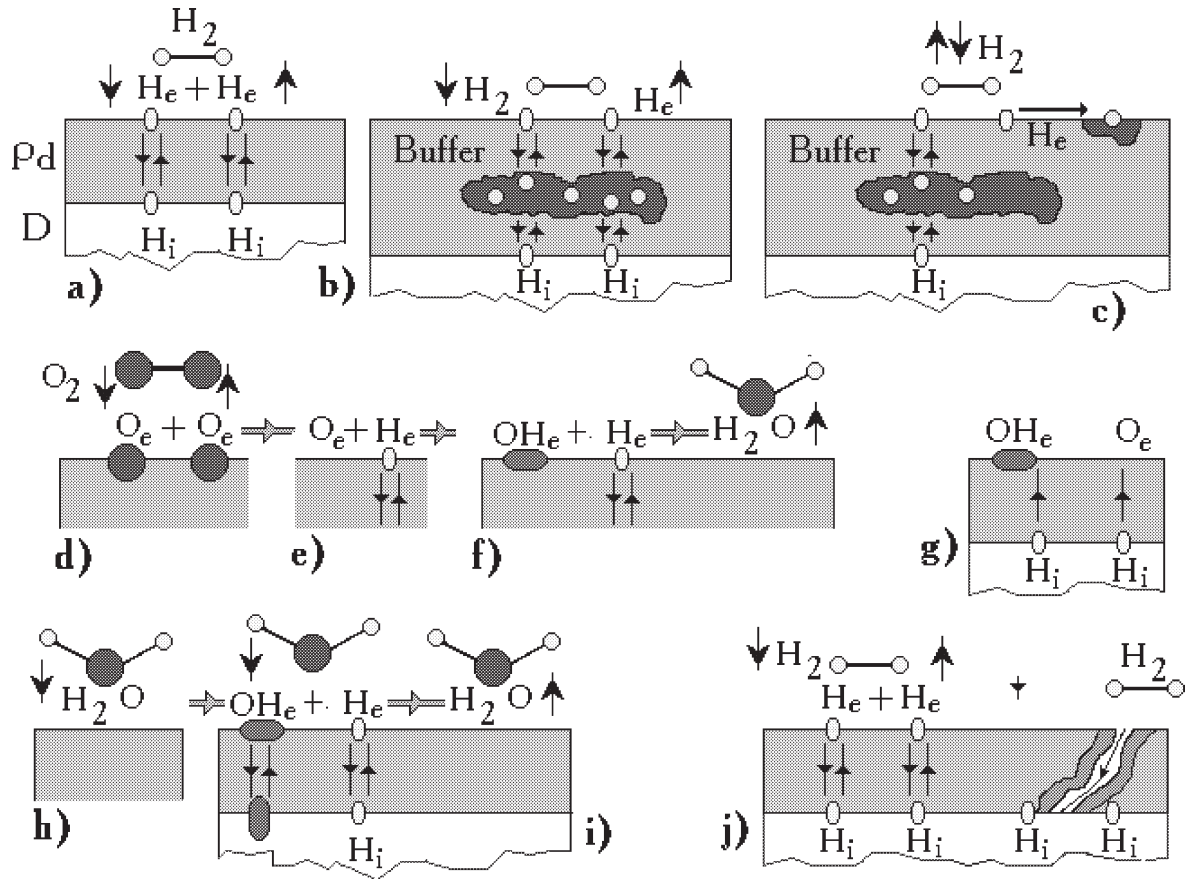 H2
He + He
Pd
D
Hi Hi
a)
H2 He
Buffer
Hi Hi
b)
H2
He
Buffer
Hi
c)
O2
Oe + Oe
d)
Oe + He
e)
OHe + He H2O
f)
OHe Oe
Hi Hi
g)
H2O
h)
OHe + He H2O
Hi
i)
H2 H2
He + He
Hi Hi Hi Hi
j)